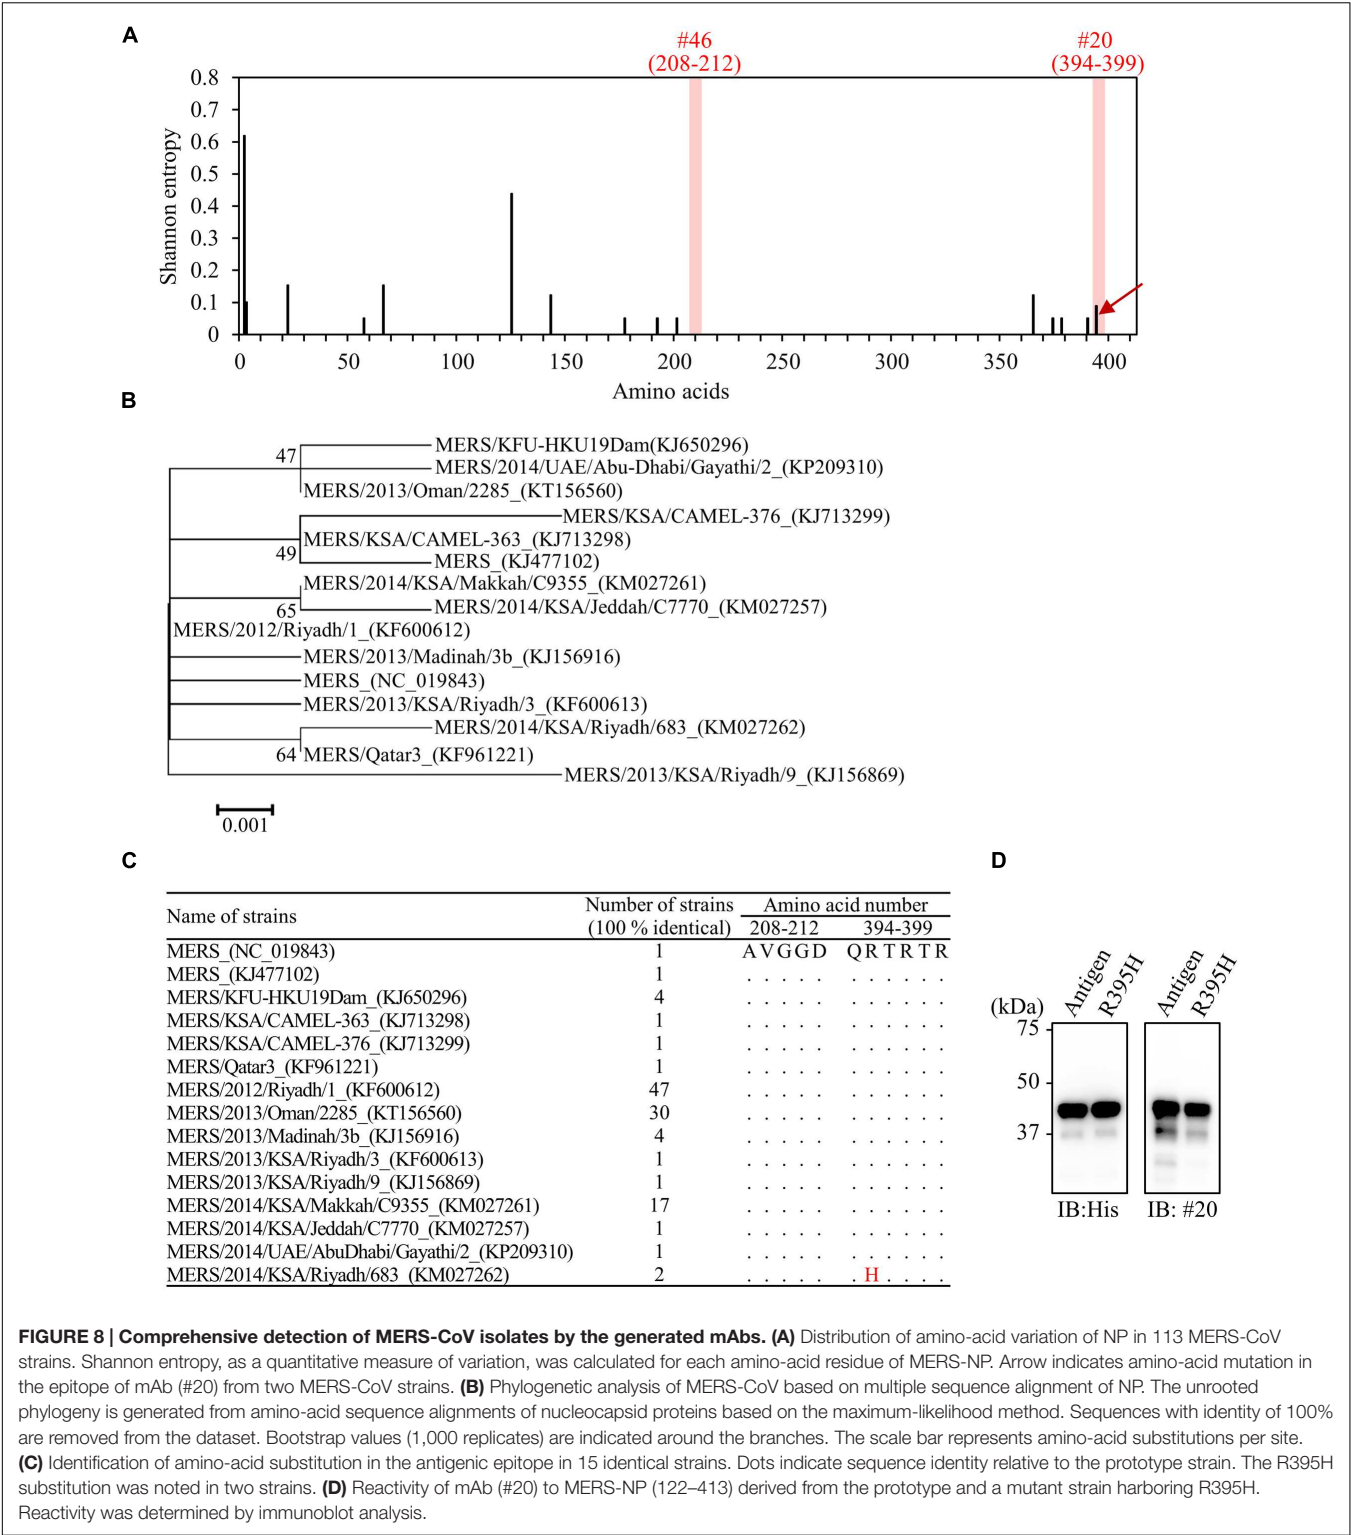 A
#46
(208-212)
#20
(394-399)
Shannon entropy
0.8
0.7
0.6
0.5
0.4
0.3
0.2
0.1
0
0 50 100 150 200 250 300 350 400
Amino acids
B
47
MERS/KFU-HKU19Dam(KJ650296)
MERS/2014/UAE/Abu-Dhabi/Gayathi/2_(KP209310)
MERS/2013/Oman/2285_(KT156560)
MERS/KSA/CAMEL-376_(KJ713299)
MERS/KSA/CAMEL-363_(KJ713298)
49
MERS_(KJ477102)
MERS/2014/KSA/Makkah/C9355_(KM027261)
65
MERS/2014/KSA/Jeddah/C7770_(KM027257)
MERS/2012/Riyadh/1_(KF600612)
MERS/2013/Madinah/3b_(KJ156916)
MERS_(NC_019843)
MERS/2013/KSA/Riyadh/3_(KF600613)
MERS/2014/KSA/Riyadh/683_(KM027262)
64
MERS/Qatar3_(KF961221)
MERS/2013/KSA/Riyadh/9_(KJ156869)
0.001
C
Name of strains Number of strains Amino acid number
(100 % identical) 208-212 394-399
MERS_(NC_019843) 1 A V G G D Q R T R T R
MERS_(KJ477102) 1 . . . . . . . . . . .
MERS/KFU-HKU19Dam_(KJ650296) 4 . . . . . . . . . . .
MERS/KSA/CAMEL-363_(KJ713298) 1 . . . . . . . . . . .
MERS/KSA/CAMEL-376_(KJ713299) 1 . . . . . . . . . . .
MERS/Qatar3_(KF961221) 1 . . . . . . . . . . .
MERS/2012/Riyadh/1_(KF600612) 47 . . . . . . . . . . .
MERS/2013/Oman/2285_(KT156560) 30 . . . . . . . . . . .
MERS/2013/Madinah/3b_(KJ156916) 4 . . . . . . . . . . .
MERS/2013/KSA/Riyadh/3_(KF600613) 1 . . . . . . . . . . .
MERS/2013/KSA/Riyadh/9_(KJ156869) 1 . . . . . . . . . . .
MERS/2014/KSA/Makkah/C9355_(KM027261) 17 . . . . . . . . . . .
MERS/2014/KSA/Jeddah/C7770_(KM027257) 1 . . . . . . . . . . .
MERS/2014/UAE/AbuDhabi/Gayathi/2_(KP209310) 1 . . . . . . . . . . .
MERS/2014/KSA/Riyadh/683_(KM027262) 2 . . . . . . H . . . .
D
(kDa)
Antigen
R395H
Antigen
R395H
75
50
37
IB:His IB: #20
FIGURE 8 | Comprehensive detection of MERS-CoV isolates by the generated mAbs. (A) Distribution of amino-acid variation of NP in 113 MERS-CoV
strains. Shannon entropy, as a quantitative measure of variation, was calculated for each amino-acid residue of MERS-NP. Arrow indicates amino-acid mutation in
the epitope of mAb (#20) from two MERS-CoV strains. (B) Phylogenetic analysis of MERS-CoV based on multiple sequence alignment of NP. The unrooted
phylogeny is generated from amino-acid sequence alignments of nucleocapsid proteins based on the maximum-likelihood method. Sequences with identity of 100%
are removed from the dataset. Bootstrap values (1,000 replicates) are indicated around the branches. The scale bar represents amino-acid substitutions per site.
(C) Identification of amino-acid substitution in the antigenic epitope in 15 identical strains. Dots indicate sequence identity relative to the prototype strain. The R395H
substitution was noted in two strains. (D) Reactivity of mAb (#20) to MERS-NP (122–413) derived from the prototype and a mutant strain harboring R395H.
Reactivity was determined by immunoblot analysis.